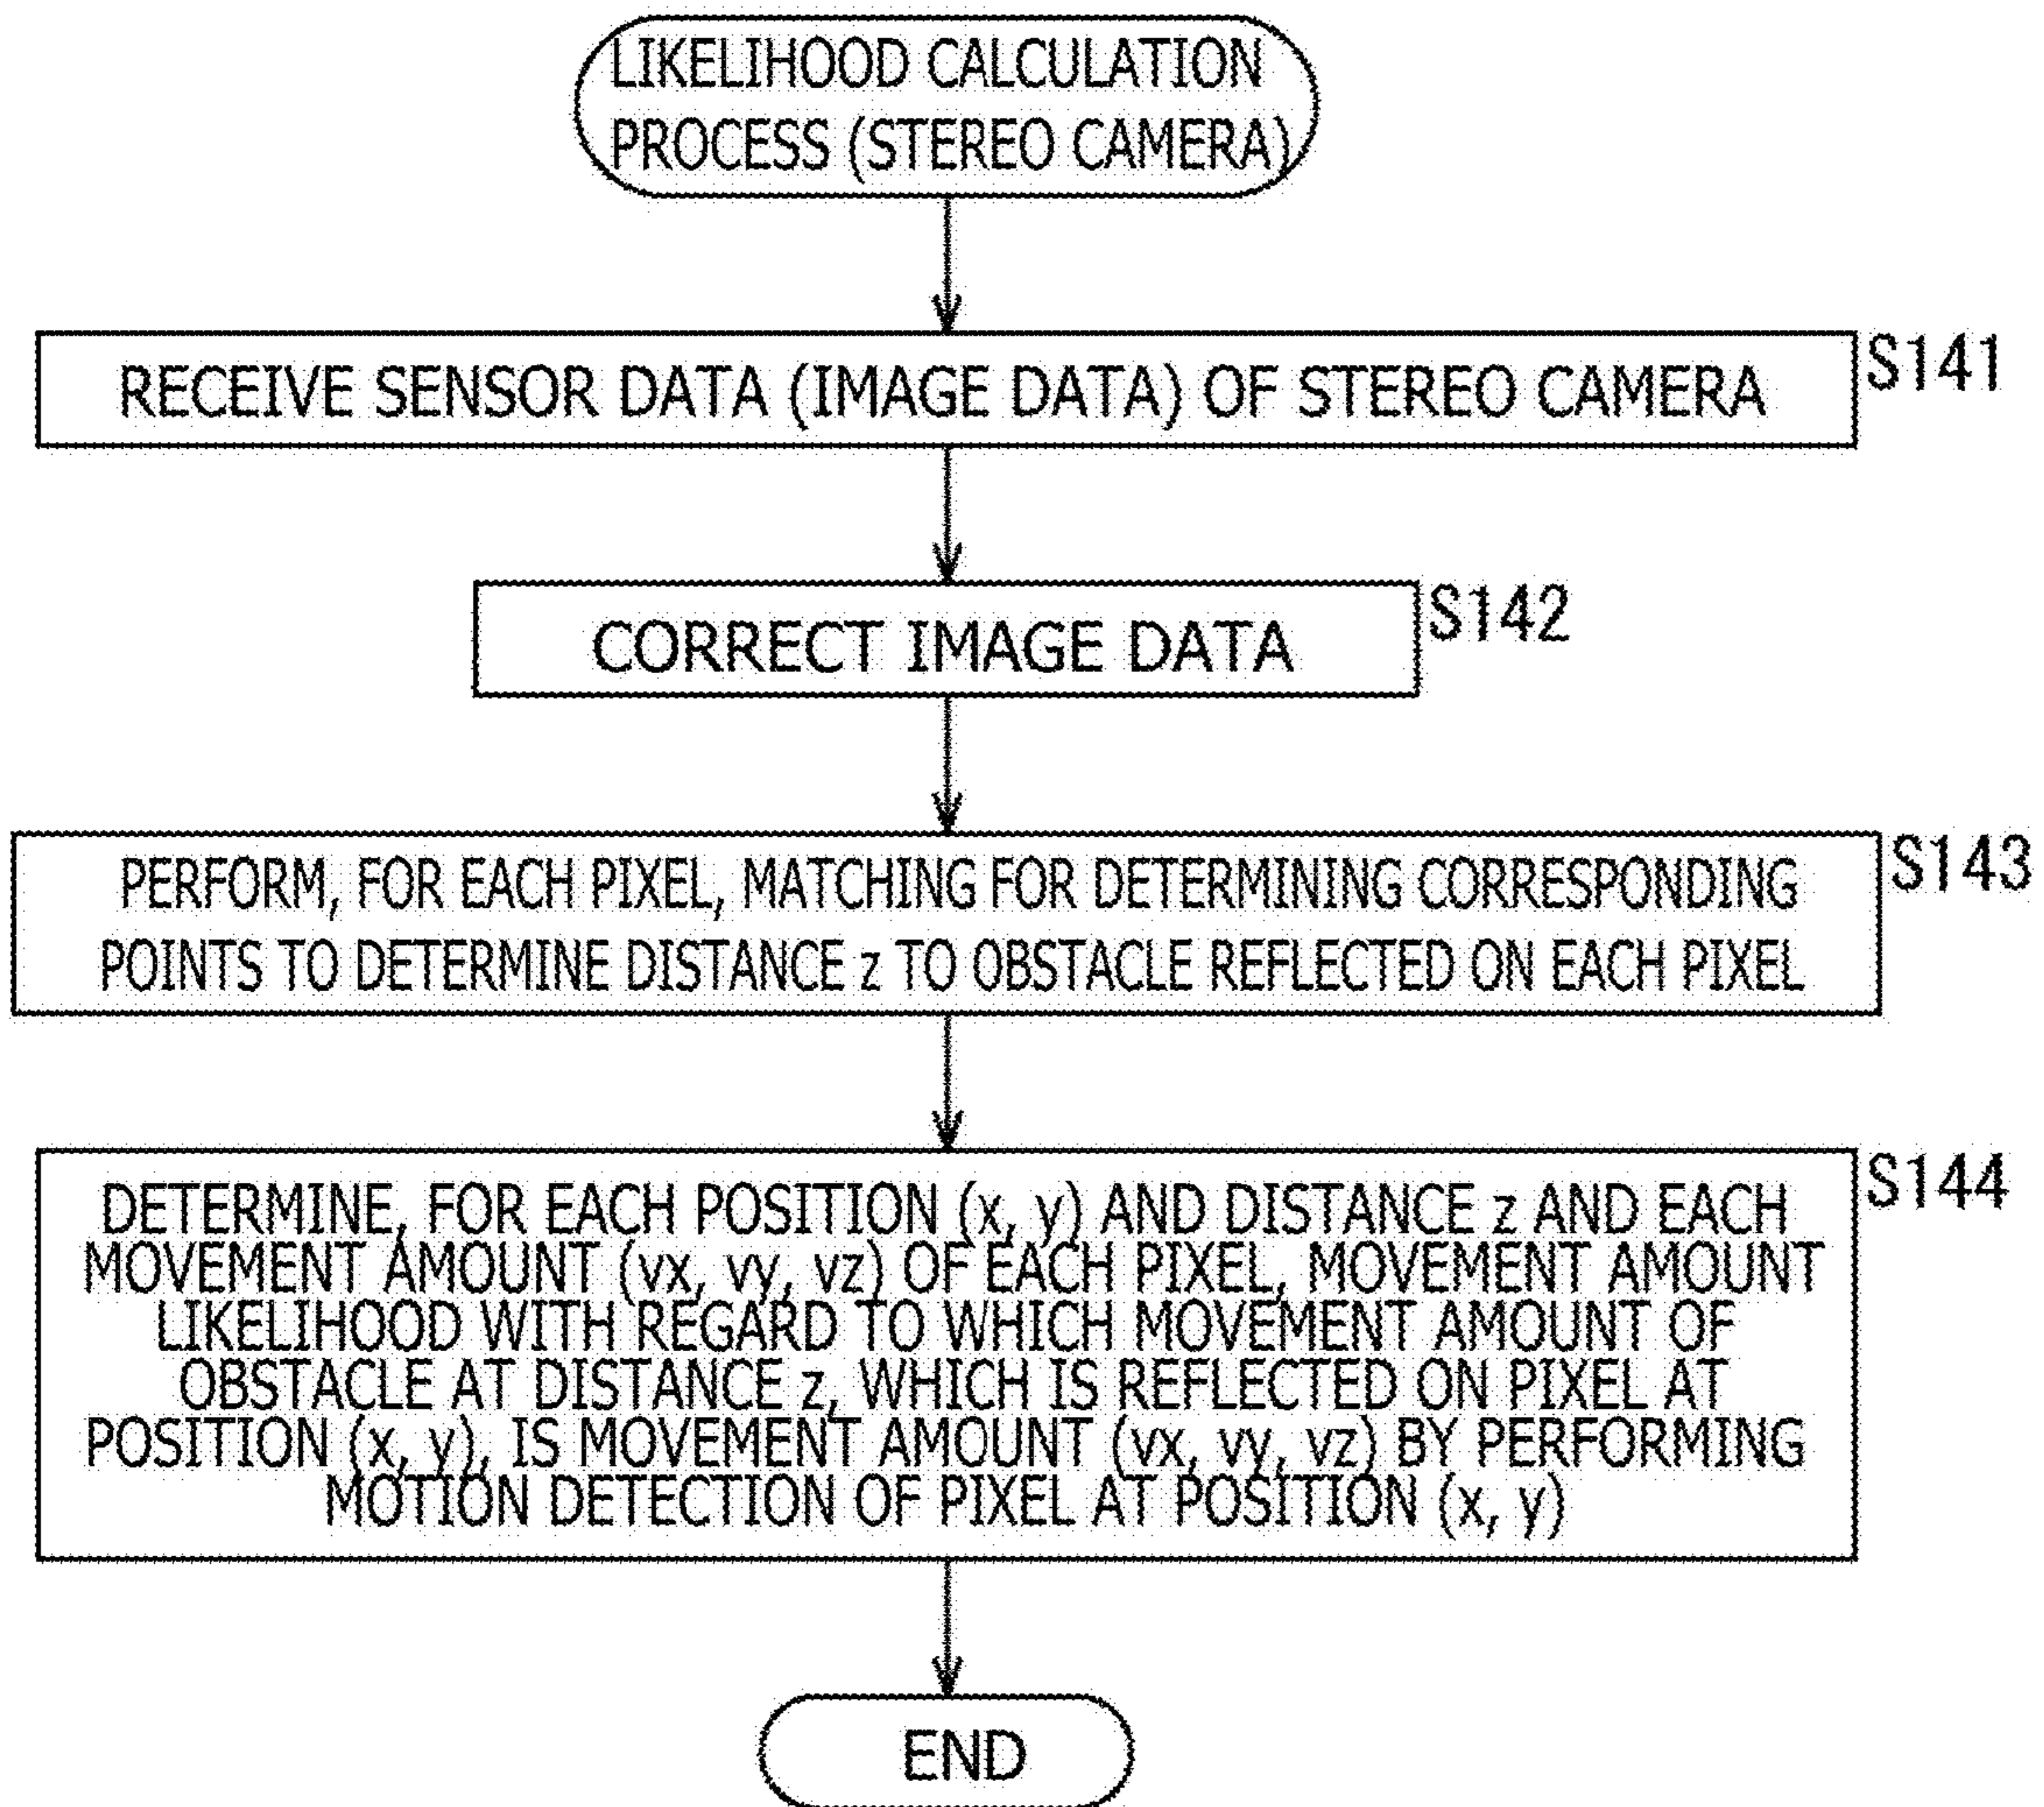 LIKELIHOOD CALCULATION
PROCESS (STEREO CAMERA)
RECEIVE SENSOR DATA (IMAGE DATA) OF STEREO CAMERA
S141
CORRECT IMAGE DATA
S142
PERFORM, FOR EACH PIXEL, MATCHING FOR DETERMINING CORRESPONDING
POINTS TO DETERMINE DISTANCE z TO OBSTACLE REFLECTED ON EACH PIXEL
S143
DETERMINE, FOR EACH POSITION (x, y) AND DISTANCE z AND EACH
MOVEMENT AMOUNT (vx, vy, vz) OF EACH PIXEL, MOVEMENT AMOUNT
LIKELIHOOD WITH REGARD TO WHICH MOVEMENT AMOUNT OF
OBSTACLE AT DISTANCE z, WHICH IS REFLECTED ON PIXEL AT
POSITION (x, y), IS MOVEMENT AMOUNT (vx, vy, vz) BY PERFORMING
MOTION DETECTION OF PIXEL AT POSITION (x, y)
S144
END